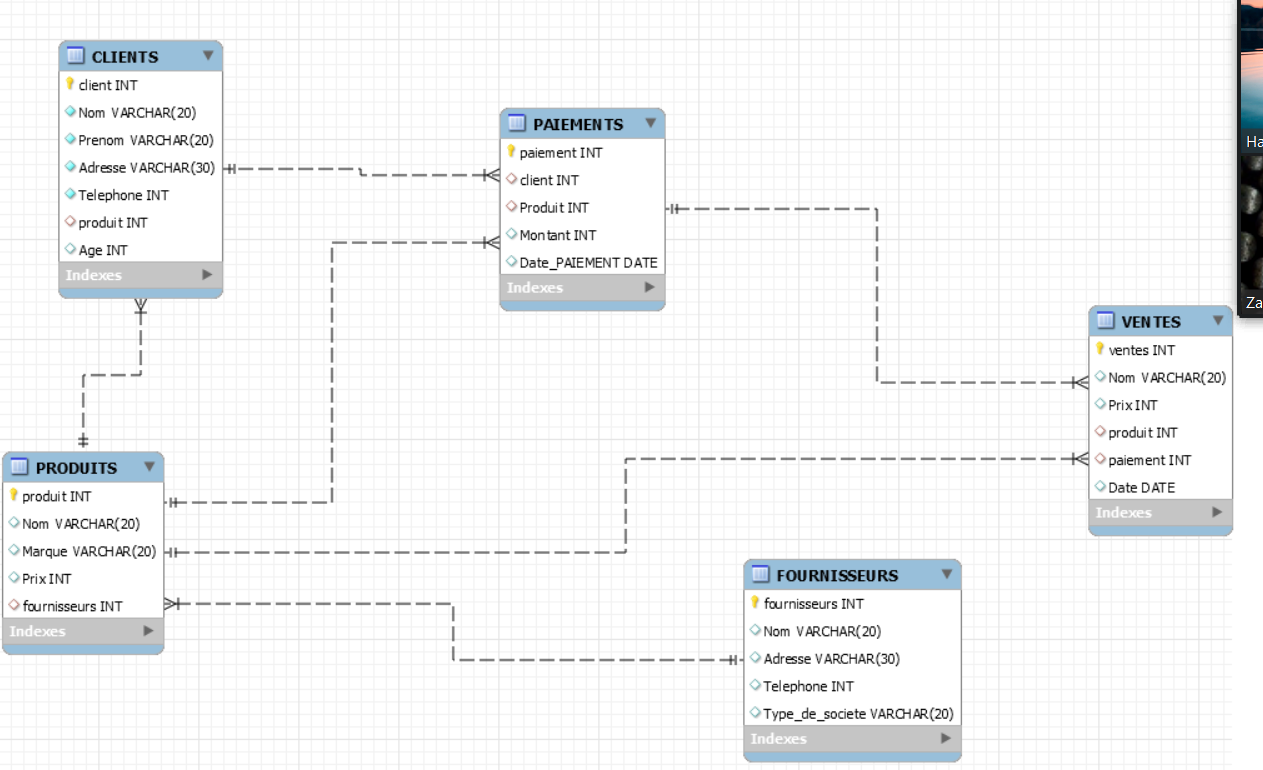 CLIENTS
client INT
Nom VARCHAR(20)
Prenom VARCHAR(20)
Adresse VARCHAR(30)
Telephone INT
produit INT
Age INT
Indexes
PAIEMENTS
paiement INT
client INT
Produit INT
Montant INT
Date_PAIEMENT DATE
Indexes
Ha
Za
VENTES
ventes INT
Nom VARCHAR(20)
Prix INT
produit INT
paiement INT
Date DATE
Indexes
PRODUITS
produit INT
Nom VARCHAR(20)
Marque VARCHAR(20)
Prix INT
fournisseurs INT
Indexes
FOURNISSEURS
fournisseurs INT
Nom VARCHAR(20)
Adresse VARCHAR(30)
Telephone INT
Type_de_societe VARCHAR(20)
Indexes